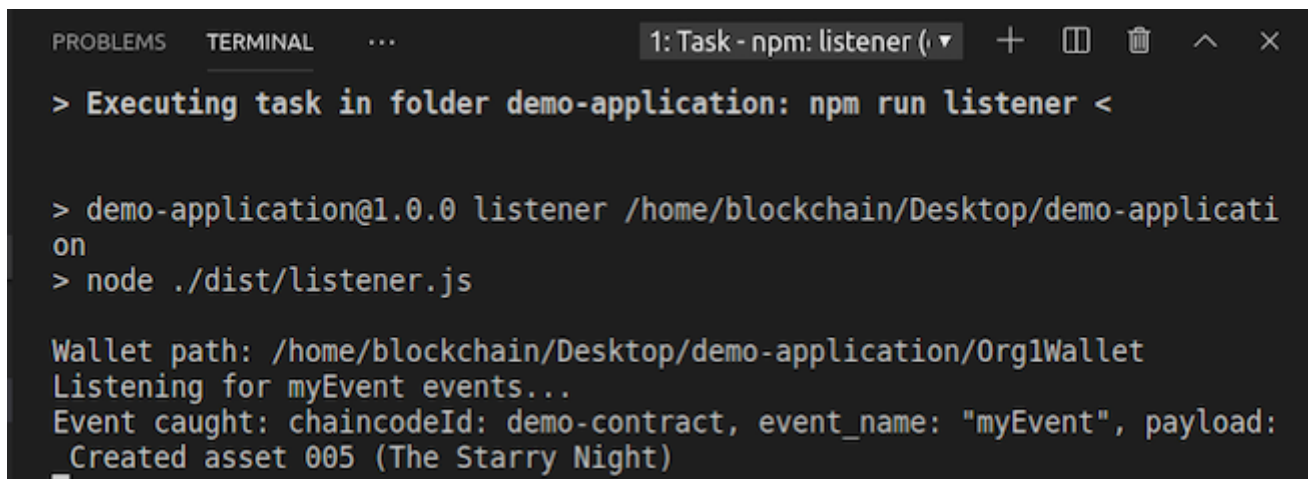 PROBLEMS TERMINAL ... 1: Task - npm: listener (
> Executing task in folder demo-application: npm run listener <
> demo-application@1.0.0 listener /home/blockchain/Desktop/demo-applicati
on
> node ./dist/listener.js
Wallet path: /home/blockchain/Desktop/demo-application/Org1Wallet
Listening for myEvent events...
Event caught: chaincodeId: demo-contract, event_name: "myEvent", payload:
Created asset 005 (The Starry Night)